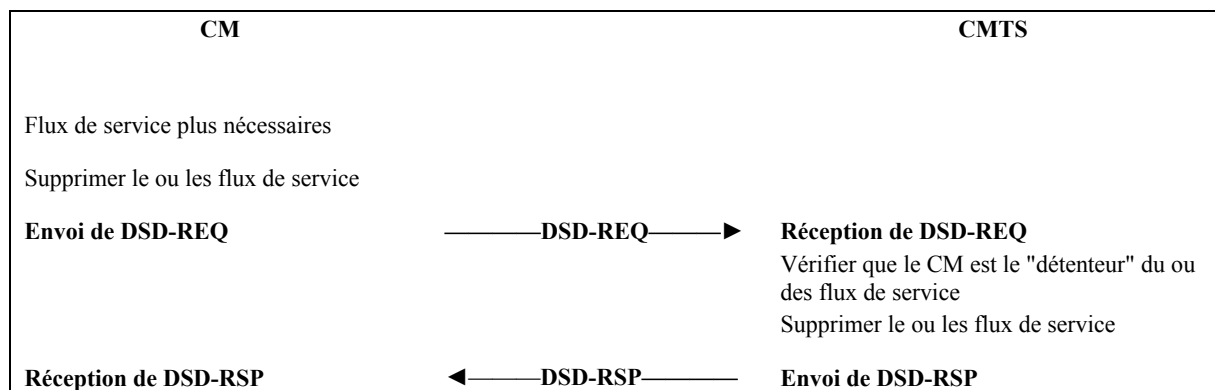 CM CMTS
Flux de service plus nécessaires
Supprimer le ou les flux de service
Envoi de DSD-REQ DSD-REQ Réception de DSD-REQ
Vérifier que le CM est le "détenteur" du ou
des flux de service
Supprimer le ou les flux de service
Réception de DSD-RSP DSD-RSP Envoi de DSD-RSP